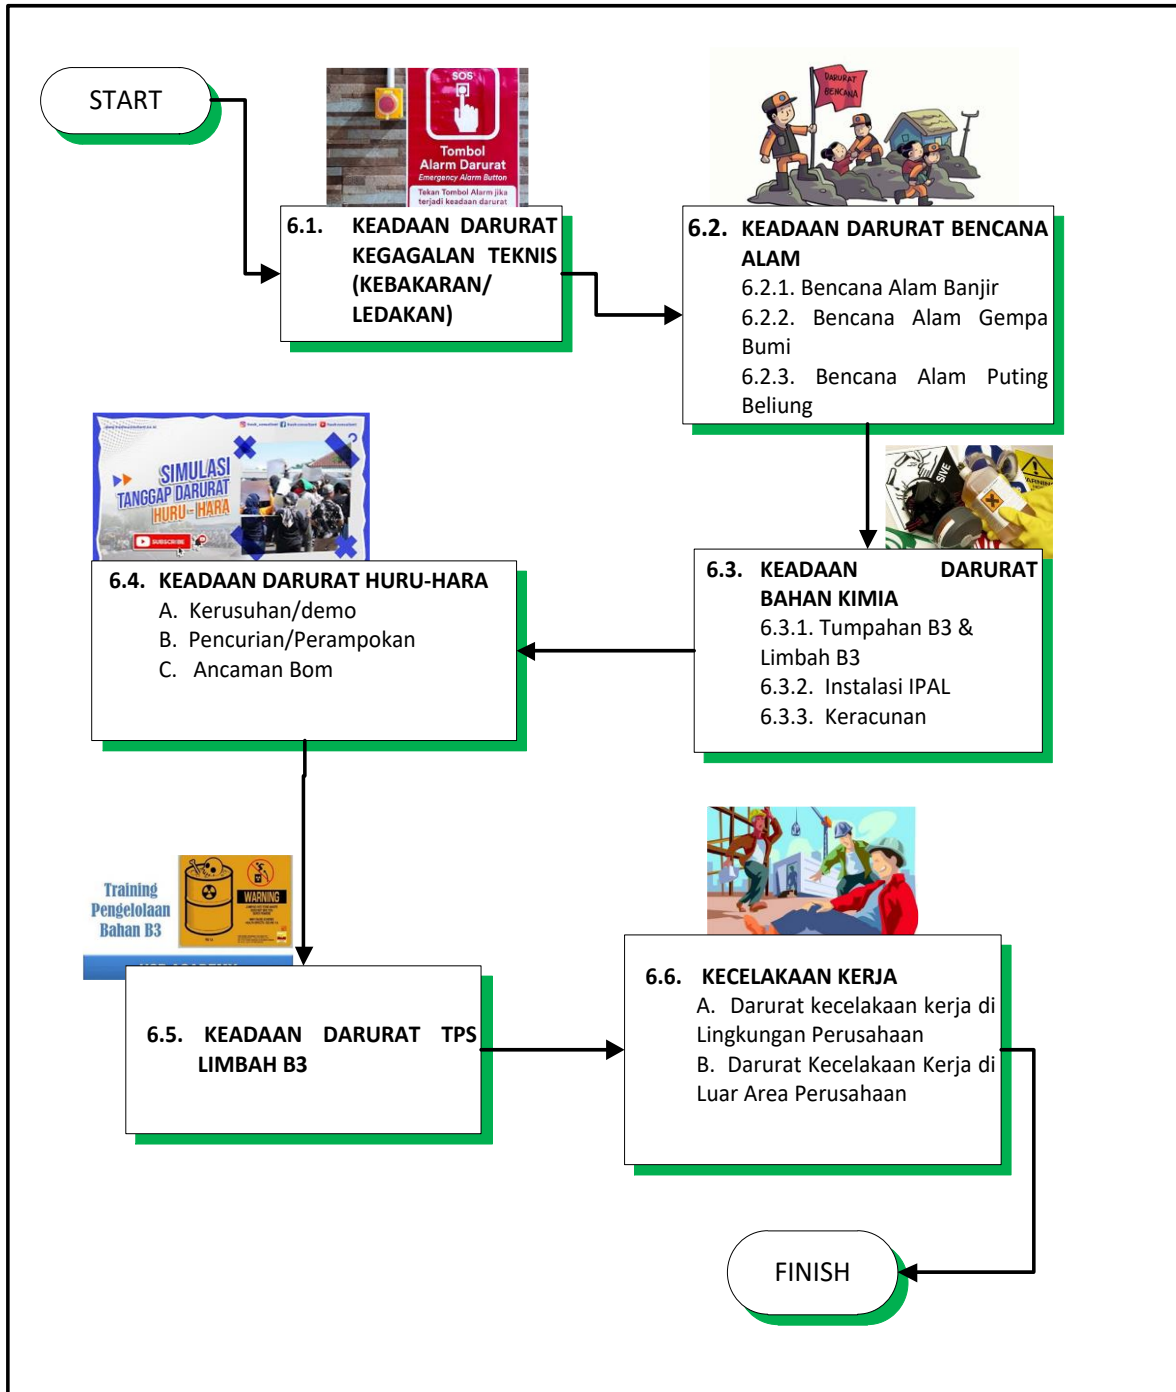 START
SOS
Tombol
Alarm Darurat
Emergency Alarm Button
Tekan Tombol Alarm jika
terjadi keadaan darurat
DARURAT
BENCANA
6.1. KEADAAN DARURAT
KEGAGALAN TEKNIS
(KEBAKARAN/
LEDAKAN)
6.2. KEADAAN DARURAT BENCANA
ALAM
6.2.1. Bencana Alam Banjir
6.2.2. Bencana Alam Gempa
Bumi
6.2.3. Bencana Alam Puting
Beliung
SIMULASI
TANGGAP DARURAT
HURU - HARA
SUBSCRIBE
SIVE
6.3. KEADAAN DARURAT
BAHAN KIMIA
6.3.1. Tumpahan B3 &
Limbah B3
6.3.2. Instalasi IPAL
6.3.3. Keracunan
6.4. KEADAAN DARURAT HURU-HARA
A. Kerusuhan/demo
B. Pencurian/Perampokan
C. Ancaman Bom
Training
Pengelolaan
Bahan B3
WARNING
6.5. KEADAAN DARURAT TPS
LIMBAH B3
6.6. KECELAKAAN KERJA
A. Darurat kecelakaan kerja di
Lingkungan Perusahaan
B. Darurat Kecelakaan Kerja di
Luar Area Perusahaan
FINISH